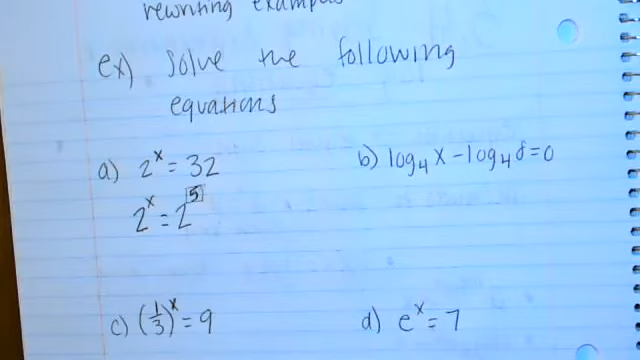 rewriting examples
ex) Solve the following
equations
a) 2^x = 32
b) log₄ x - log₄ 8 = 0
2^x = 2^5
c) (1/3)^x = 9
d) e^x = 7